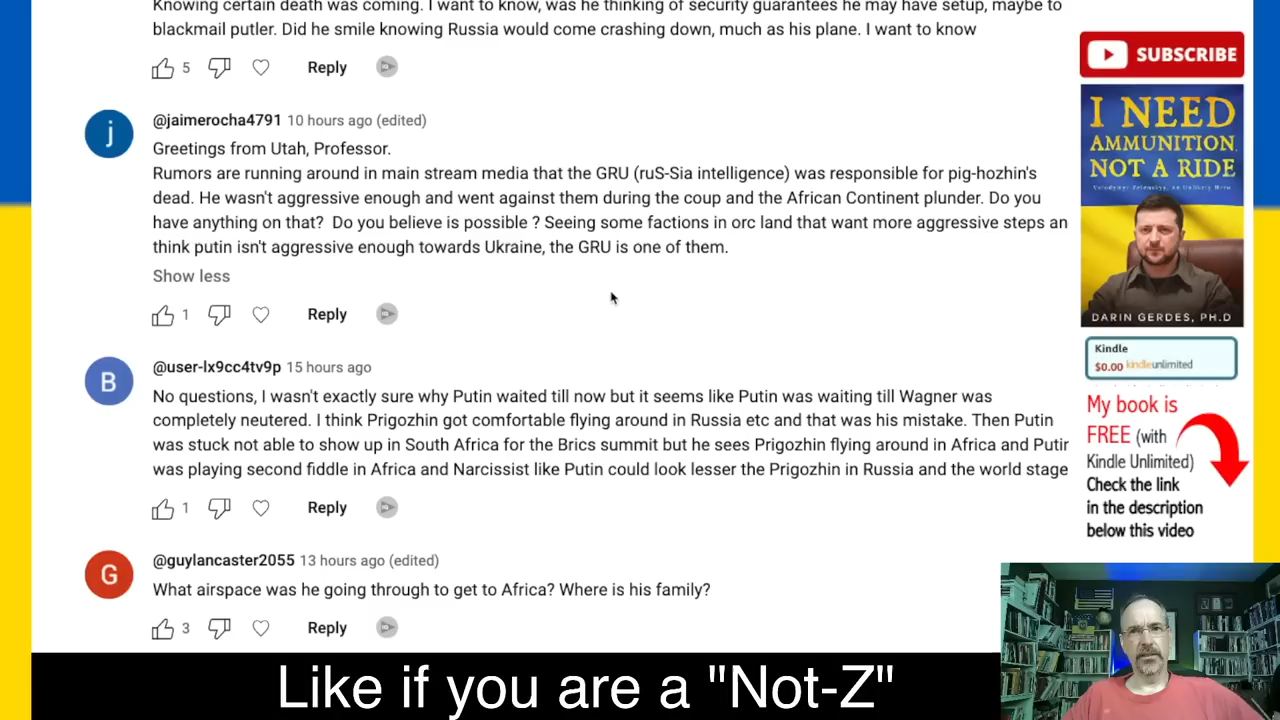 Knowing certain death was coming. I want to know, was he thinking of security guarantees he may have setup, maybe to
blackmail putler. Did he smile knowing Russia would come crashing down, much as his plane. I want to know
5 Reply
SUBSCRIBE
j
@jaimerocha4791 10 hours ago (edited)
Greetings from Utah, Professor.
Rumors are running around in main stream media that the GRU (ruS-Sia intelligence) was responsible for pig-hozhin's
dead. He wasn't aggressive enough and went against them during the coup and the African Continent plunder. Do you
have anything on that? Do you believe is possible ? Seeing some factions in orc land that want more aggressive steps an
think putin isn't aggressive enough towards Ukraine, the GRU is one of them.
Show less
1 Reply
I NEED
AMMUNITION,
NOT A RIDE
Volodymyr Zelenskyy, An Unlikely Hero
DARIN GERDES, PH.D
Kindle
$0.00 kindleunlimited
B
@user-lx9cc4tv9p 15 hours ago
No questions, I wasn't exactly sure why Putin waited till now but it seems like Putin was waiting till Wagner was
completely neutered. I think Prigozhin got comfortable flying around in Russia etc and that was his mistake. Then Putin
was stuck not able to show up in South Africa for the Brics summit but he sees Prigozhin flying around in Africa and Putir
was playing second fiddle in Africa and Narcissist like Putin could look lesser the Prigozhin in Russia and the world stage
1 Reply
My book is
FREE (with
Kindle Unlimited)
Check the link
in the description
below this video
G
@guylancaster2055 13 hours ago (edited)
What airspace was he going through to get to Africa? Where is his family?
3 Reply
Like if you are a "Not-Z"